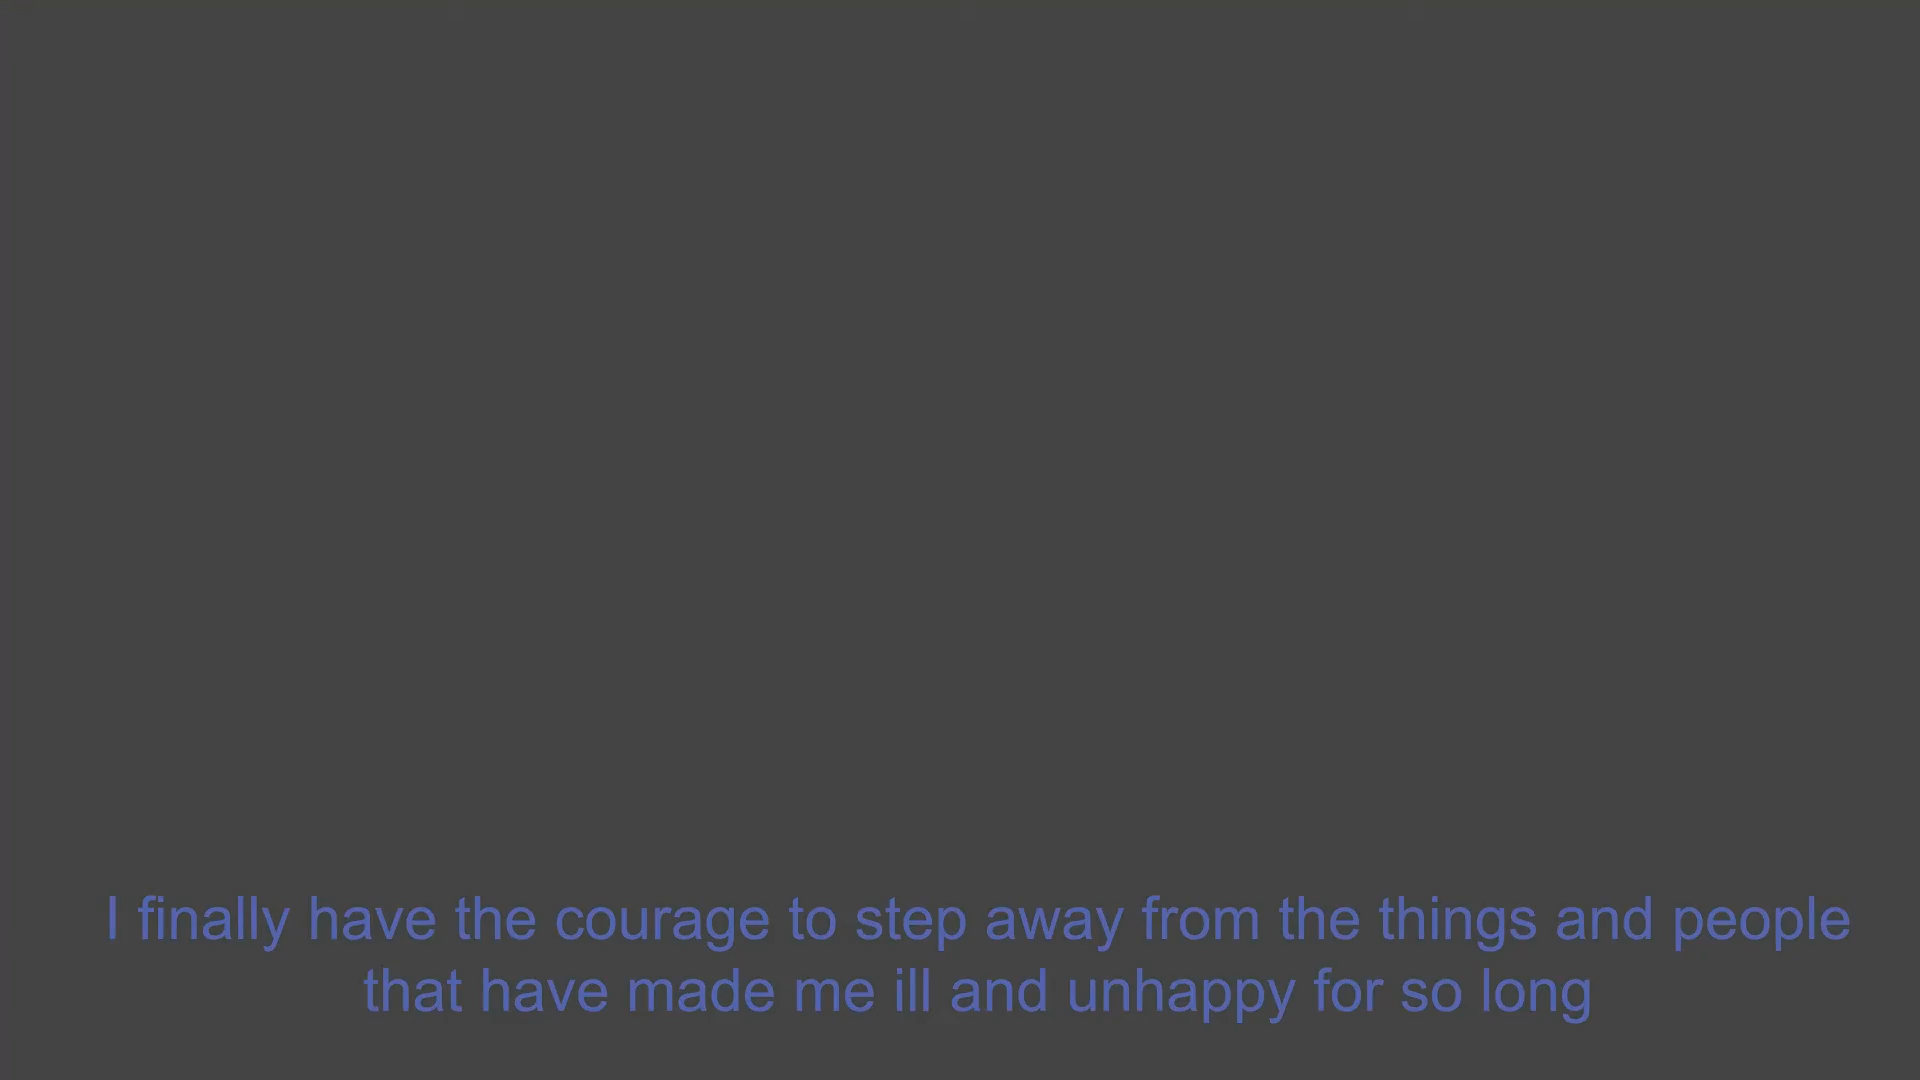 I finally have the courage to step away from the things and people
that have made me ill and unhappy for so long